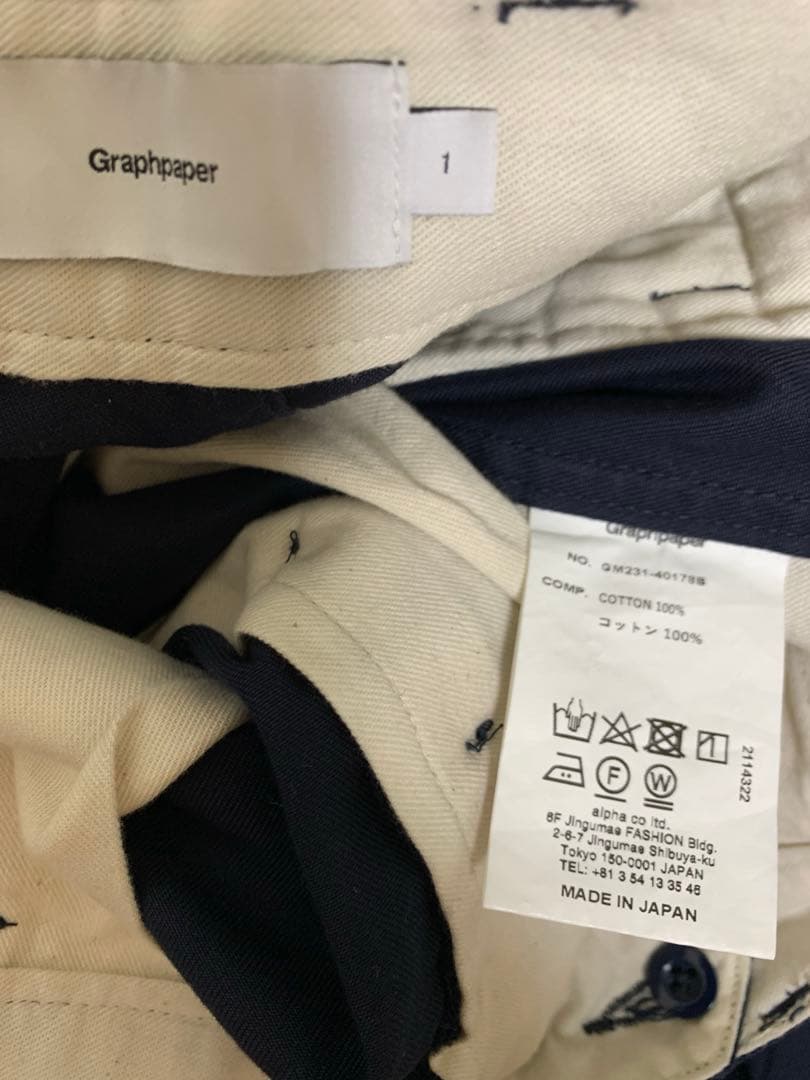 Graphpaper
1
Graphpaper
NO. GM231-40178B
COMP. COTTON 100%
コットン 100%
F
W
2114322
alpha co ltd.
6F Jingumae FASHION Bldg.
2-6-7 Jingumae Shibuya-ku
Tokyo 150-0001 JAPAN
TEL: +81 3 54 13 35 46
MADE IN JAPAN